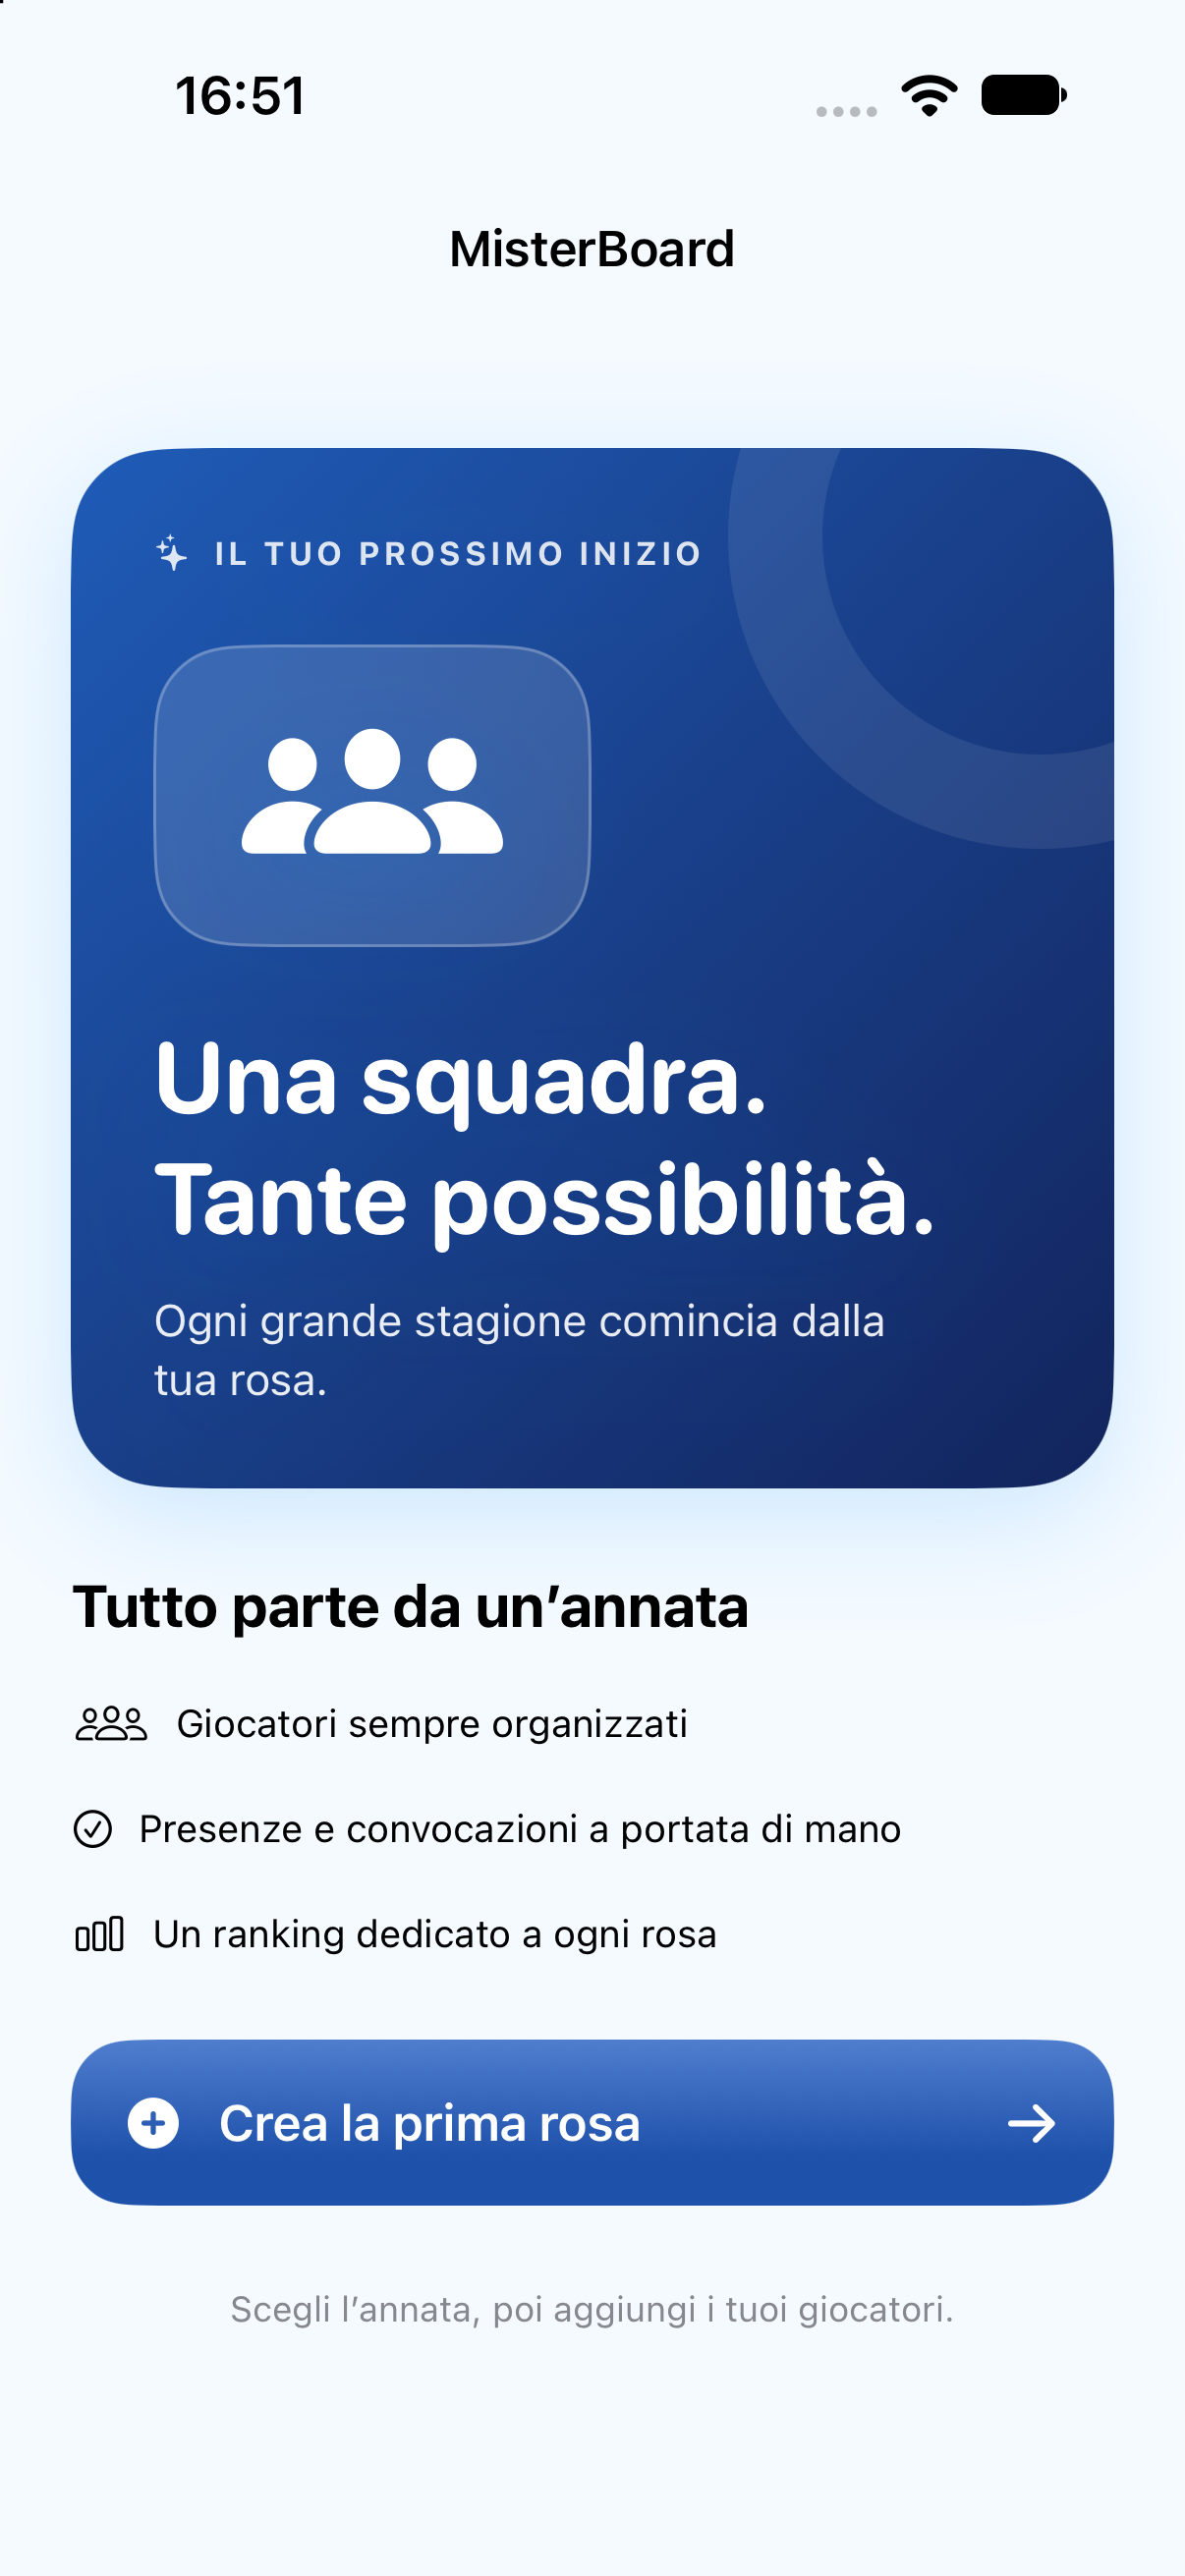 16:51
MisterBoard
IL TUO PROSSIMO INIZIO
Una squadra.
Tante possibilità.
Ogni grande stagione comincia dalla
tua rosa.
Tutto parte da un’annata
Giocatori sempre organizzati
Presenze e convocazioni a portata di mano
Un ranking dedicato a ogni rosa
Crea la prima rosa
Scegli l’annata, poi aggiungi i tuoi giocatori.